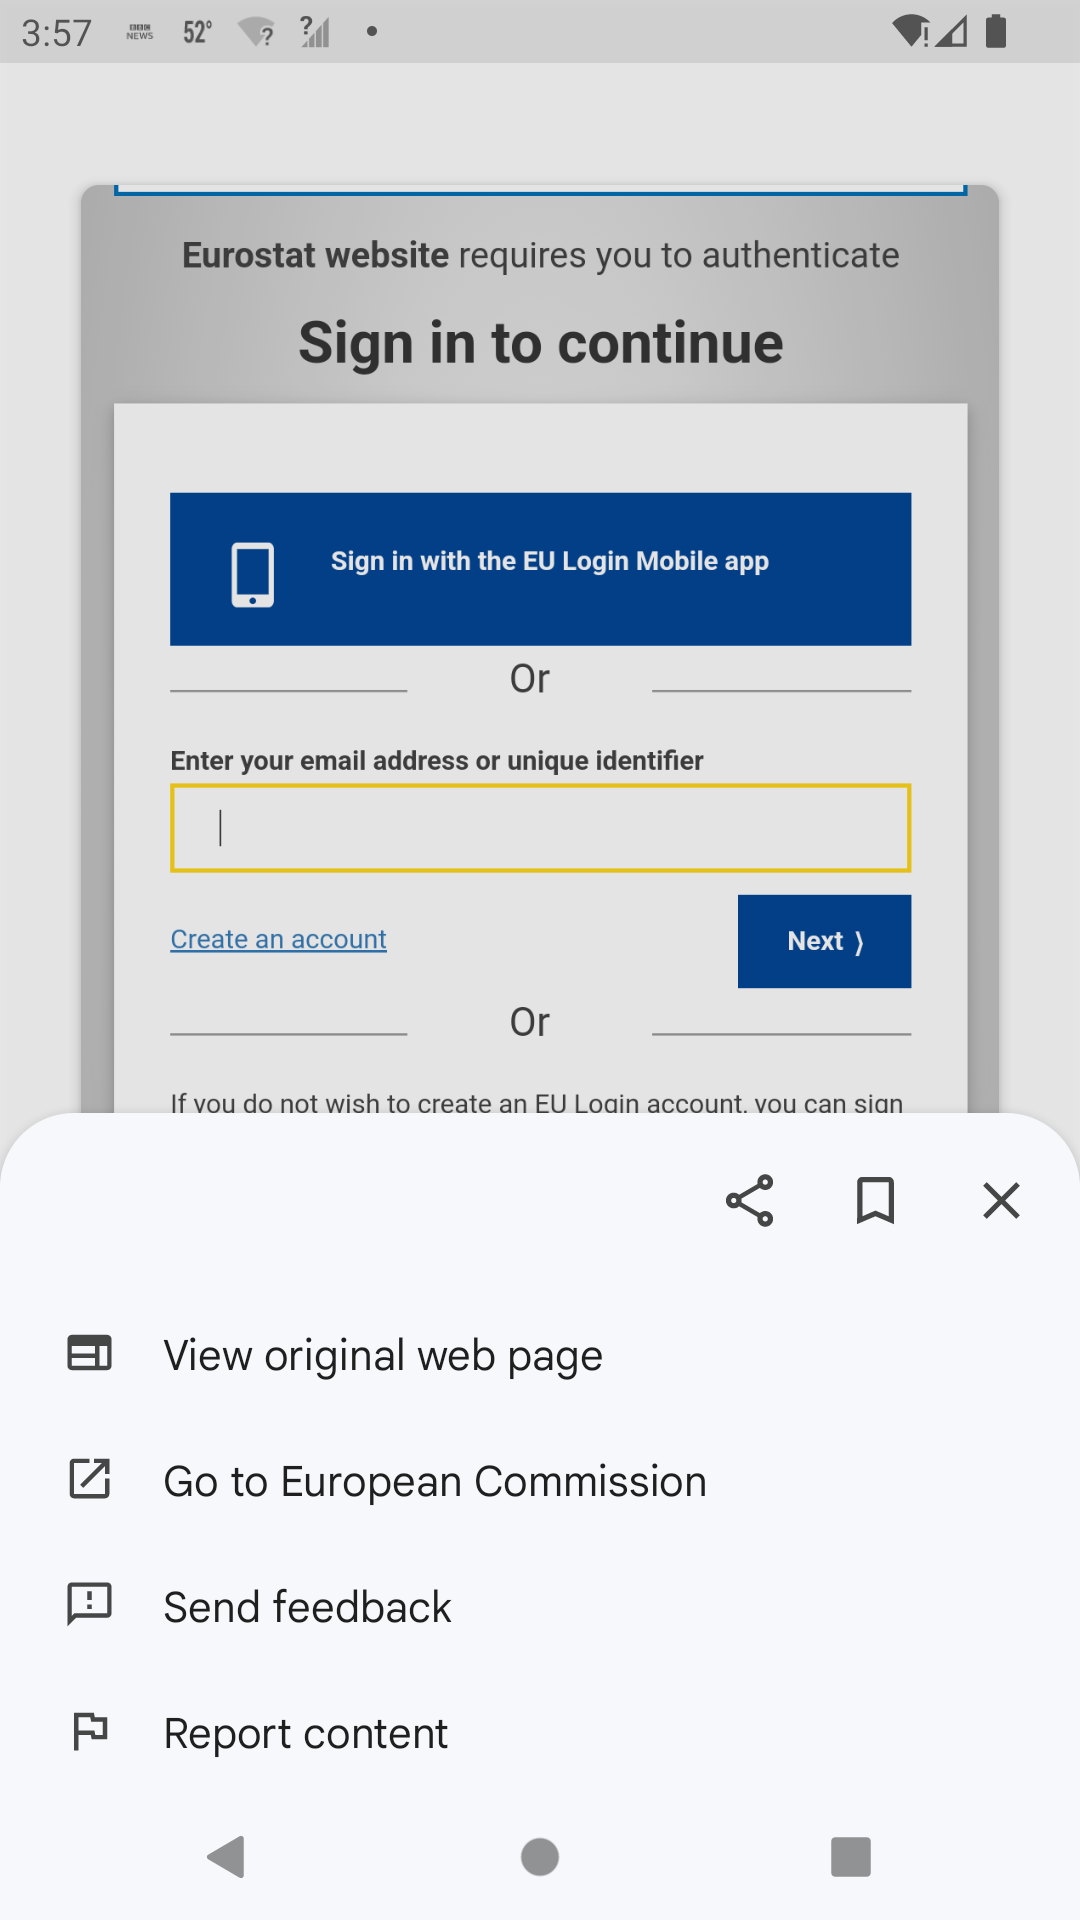 3:57 BBC NEWS 52° ? ?
Eurostat website requires you to authenticate
Sign in to continue
Sign in with the EU Login Mobile app
Or
Enter your email address or unique identifier
Create an account
Next ⟩
Or
If you do not wish to create an EU Login account, you can sign
View original web page
Go to European Commission
Send feedback
Report content